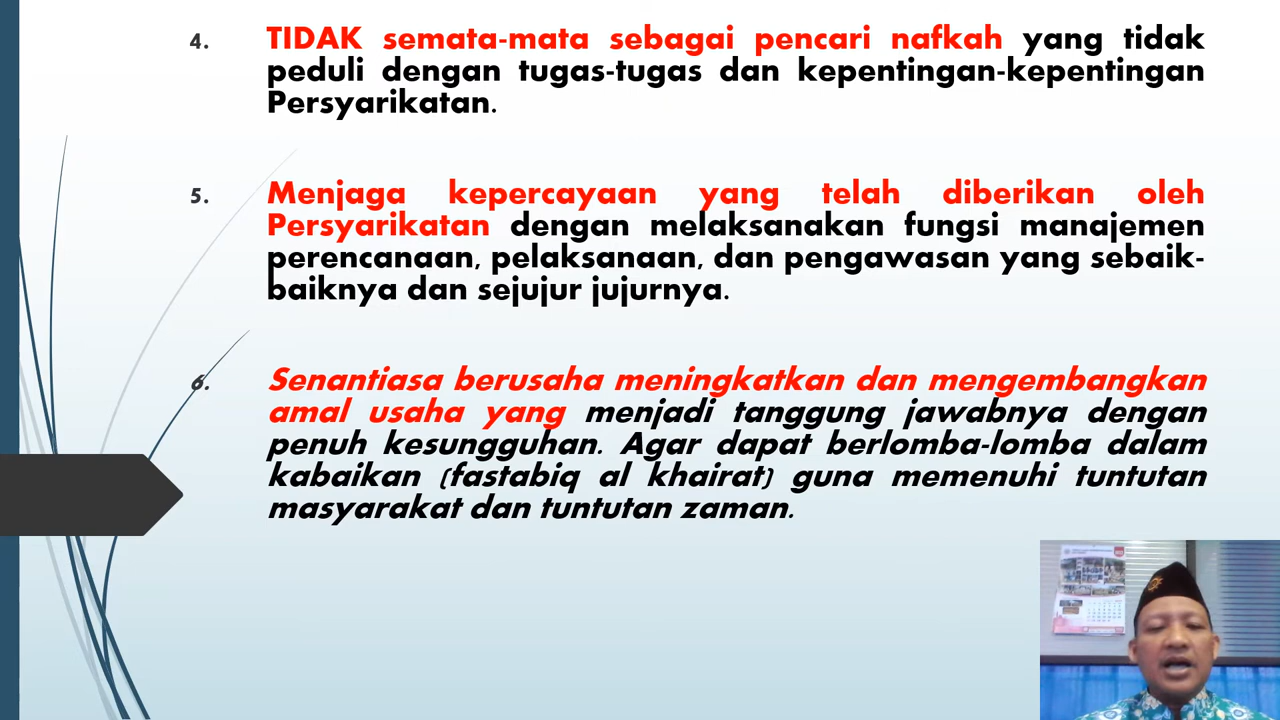 4. TIDAK semata-mata sebagai pencari nafkah yang tidak
peduli dengan tugas-tugas dan kepentingan-kepentingan
Persyarikatan.
5. Menjaga kepercayaan yang telah diberikan oleh
Persyarikatan dengan melaksanakan fungsi manajemen
perencanaan, pelaksanaan, dan pengawasan yang sebaik-
baiknya dan sejujur jujurnya.
6. Senantiasa berusaha meningkatkan dan mengembangkan
amal usaha yang menjadi tanggung jawabnya dengan
penuh kesungguhan. Agar dapat berlomba-lomba dalam
kabaikan (fastabiq al khairat) guna memenuhi tuntutan
masyarakat dan tuntutan zaman.